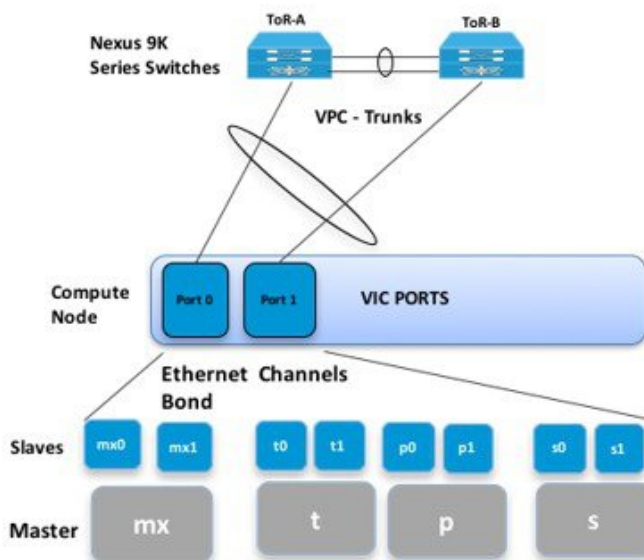 ToR-A
ToR-B
Nexus 9K
Series Switches
VPC - Trunks
Compute
Node
Port 0
Port 1
VIC PORTS
Ethernet Channels
Bond
Slaves
mx0
mx1
t0
t1
p0
p1
s0
s1
Master
mx
t
p
s